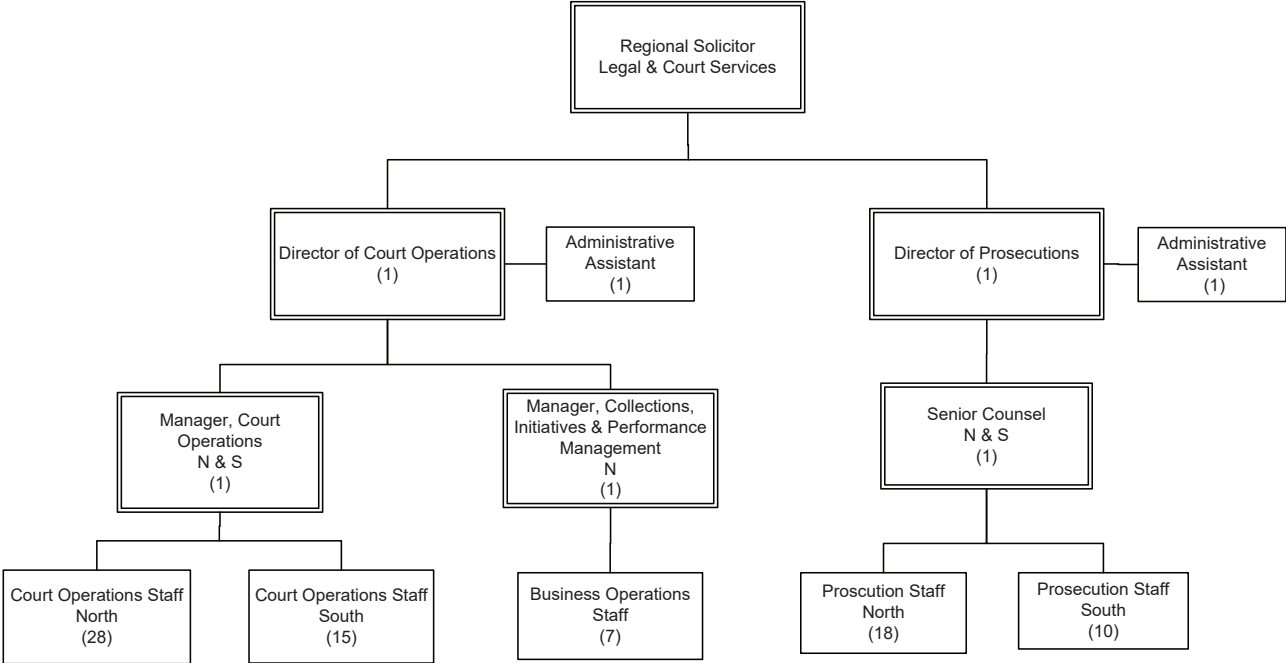 Regional Solicitor
Legal & Court Services
Director of Court Operations
(1)
Administrative
Assistant
(1)
Director of Prosecutions
(1)
Administrative
Assistant
(1)
Manager, Court
Operations
N & S
(1)
Manager, Collections,
Initiatives & Performance
Management
N
(1)
Senior Counsel
N & S
(1)
Court Operations Staff
North
(28)
Court Operations Staff
South
(15)
Business Operations
Staff
(7)
Proscution Staff
North
(18)
Prosecution Staff
South
(10)